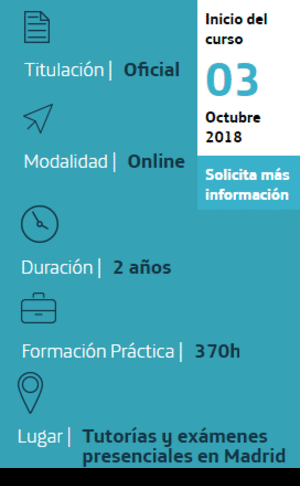 Inicio del
curso
03
Octubre
2018
Solicita más
información
Titulación | Oficial
Modalidad | Online
Duración | 2 años
Formación Práctica | 370h
Lugar | Tutorías y exámenes
presenciales en Madrid